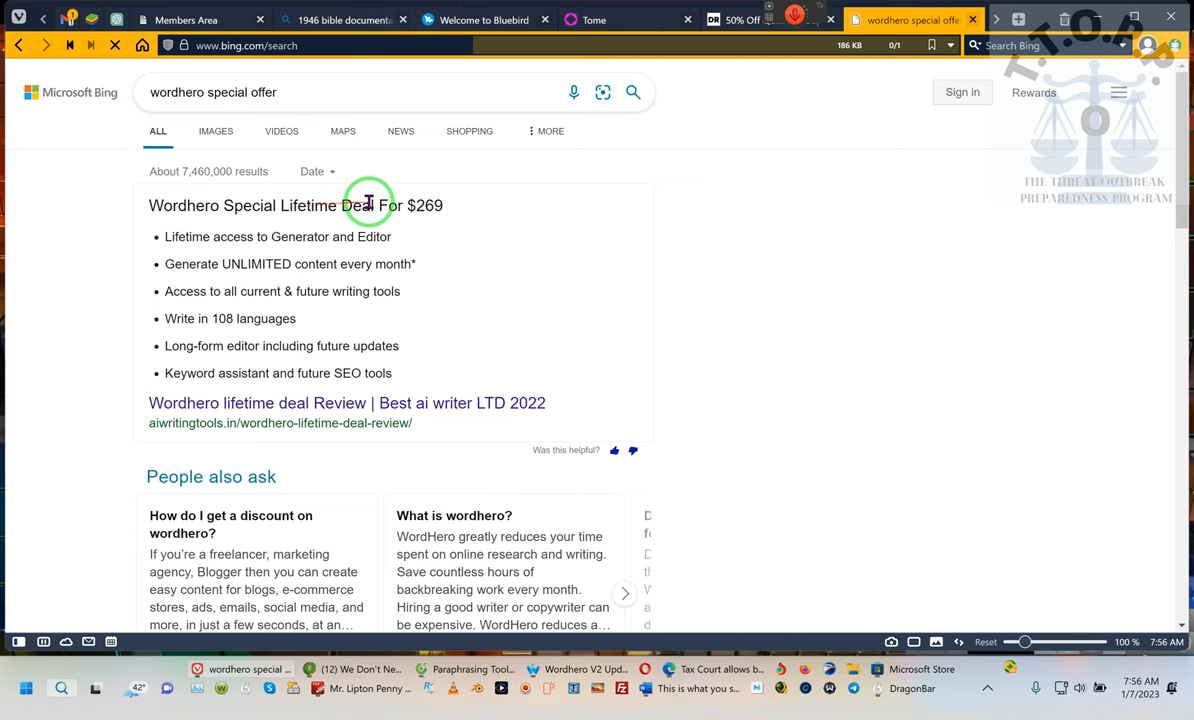 Members Area
1946 bible documenta
Welcome to Bluebird
Tome
DR 50% Off
wordhero special offe
www.bing.com/search
186 KB 0/1
Search Bing
Microsoft Bing
wordhero special offer
Sign in
Rewards
T.T.O.P.P.
O
THE THREAT OUTBREAK
PREPAREDNESS PROGRAM
ALL IMAGES VIDEOS MAPS NEWS SHOPPING MORE
About 7,460,000 results Date
Wordhero Special Lifetime Deal For $269
• Lifetime access to Generator and Editor
• Generate UNLIMITED content every month*
• Access to all current & future writing tools
• Write in 108 languages
• Long-form editor including future updates
• Keyword assistant and future SEO tools
Wordhero lifetime deal Review | Best ai writer LTD 2022
aiwritingtools.in/wordhero-lifetime-deal-review/
Was this helpful?
People also ask
How do I get a discount on
wordhero?
If you're a freelancer, marketing
agency, Blogger then you can create
easy content for blogs, e-commerce
stores, ads, emails, social media, and
more, in just a few seconds, at an...
What is wordhero?
WordHero greatly reduces your time
spent on online research and writing.
Save countless hours of
backbreaking work every month.
Hiring a good writer or copywriter can
be expensive. WordHero reduces a...
Reset 100 % 7:56 AM
wordhero special ...
(12) We Don't Ne...
Paraphrasing Tool...
Wordhero V2 Upd...
Tax Court allows b...
Microsoft Store
42°
Mr. Lipton Penny ...
This is what you s...
DragonBar
7:56 AM
1/7/2023